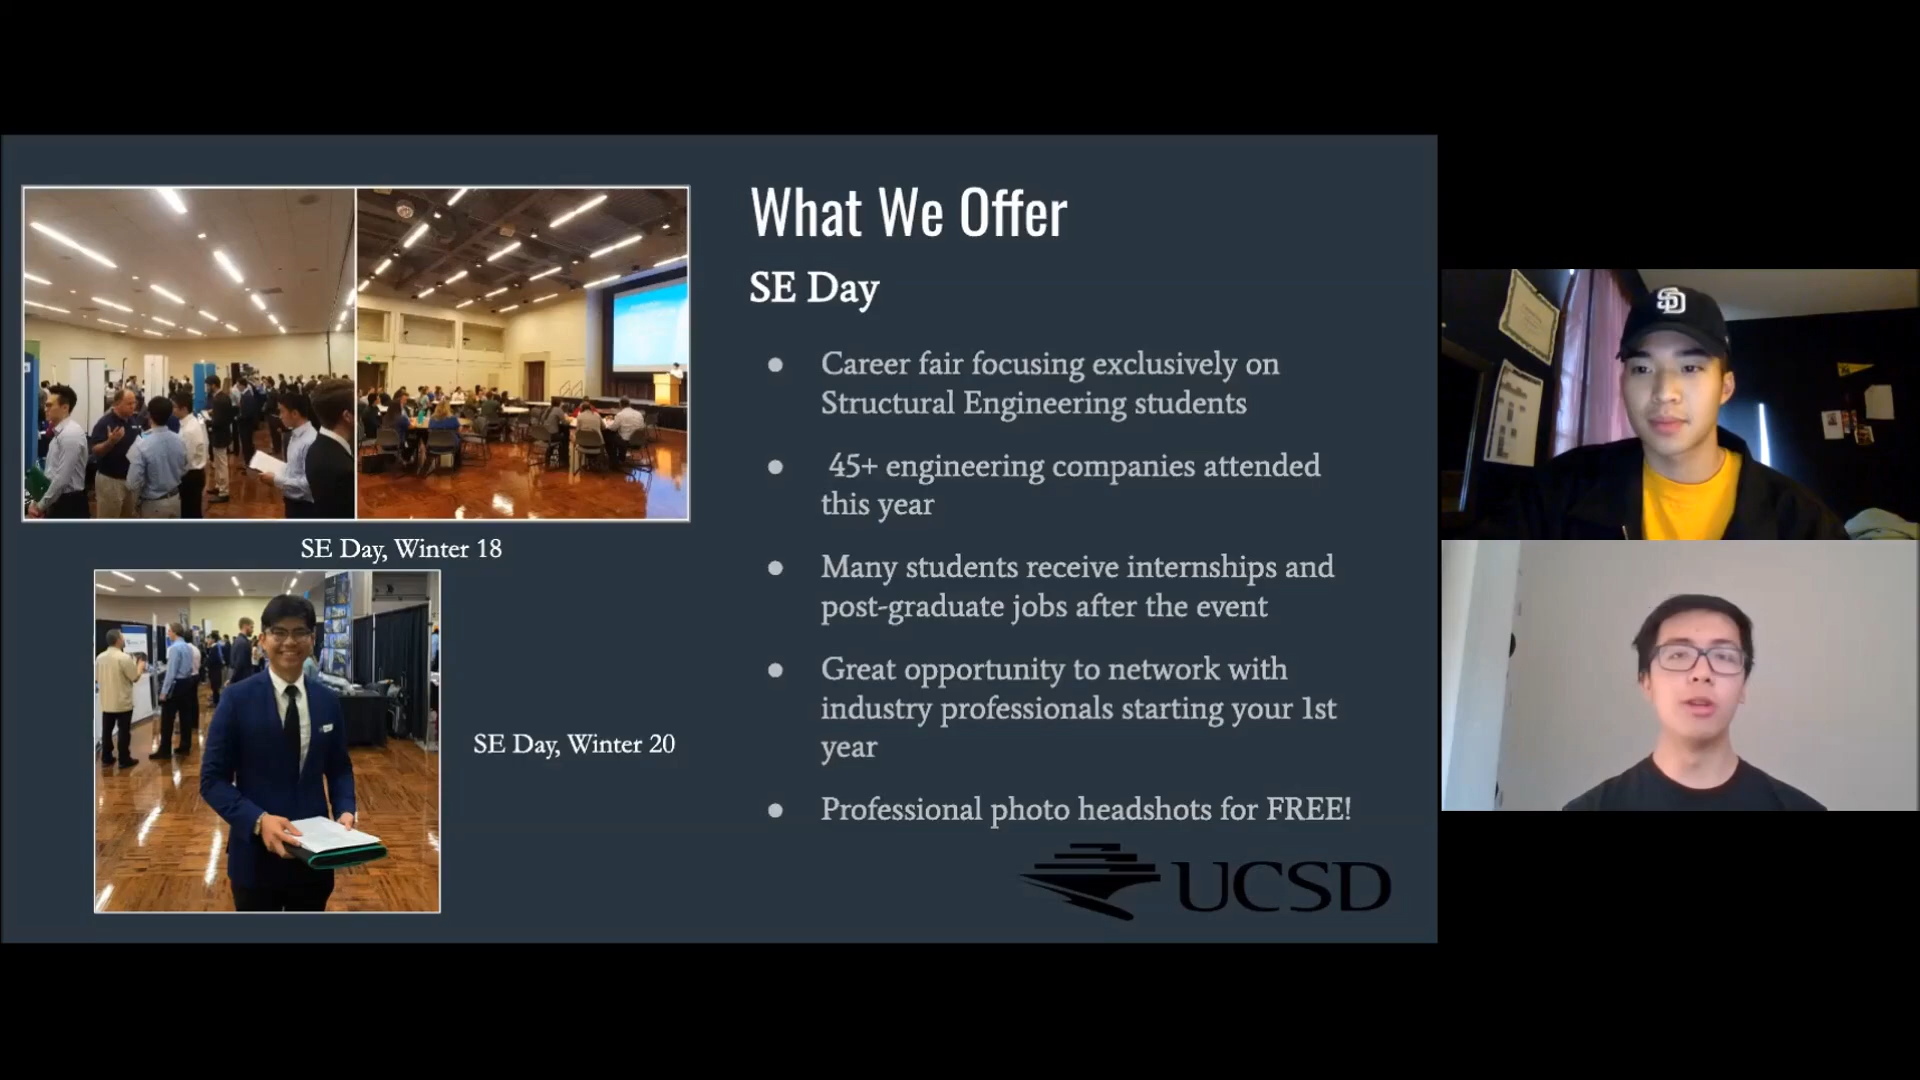 What We Offer
SE Day
● Career fair focusing exclusively on
Structural Engineering students
● 45+ engineering companies attended
this year
● Many students receive internships and
post-graduate jobs after the event
● Great opportunity to network with
industry professionals starting your 1st
year
● Professional photo headshots for FREE!
SE Day, Winter 18
SE Day, Winter 20
UCSD
SD